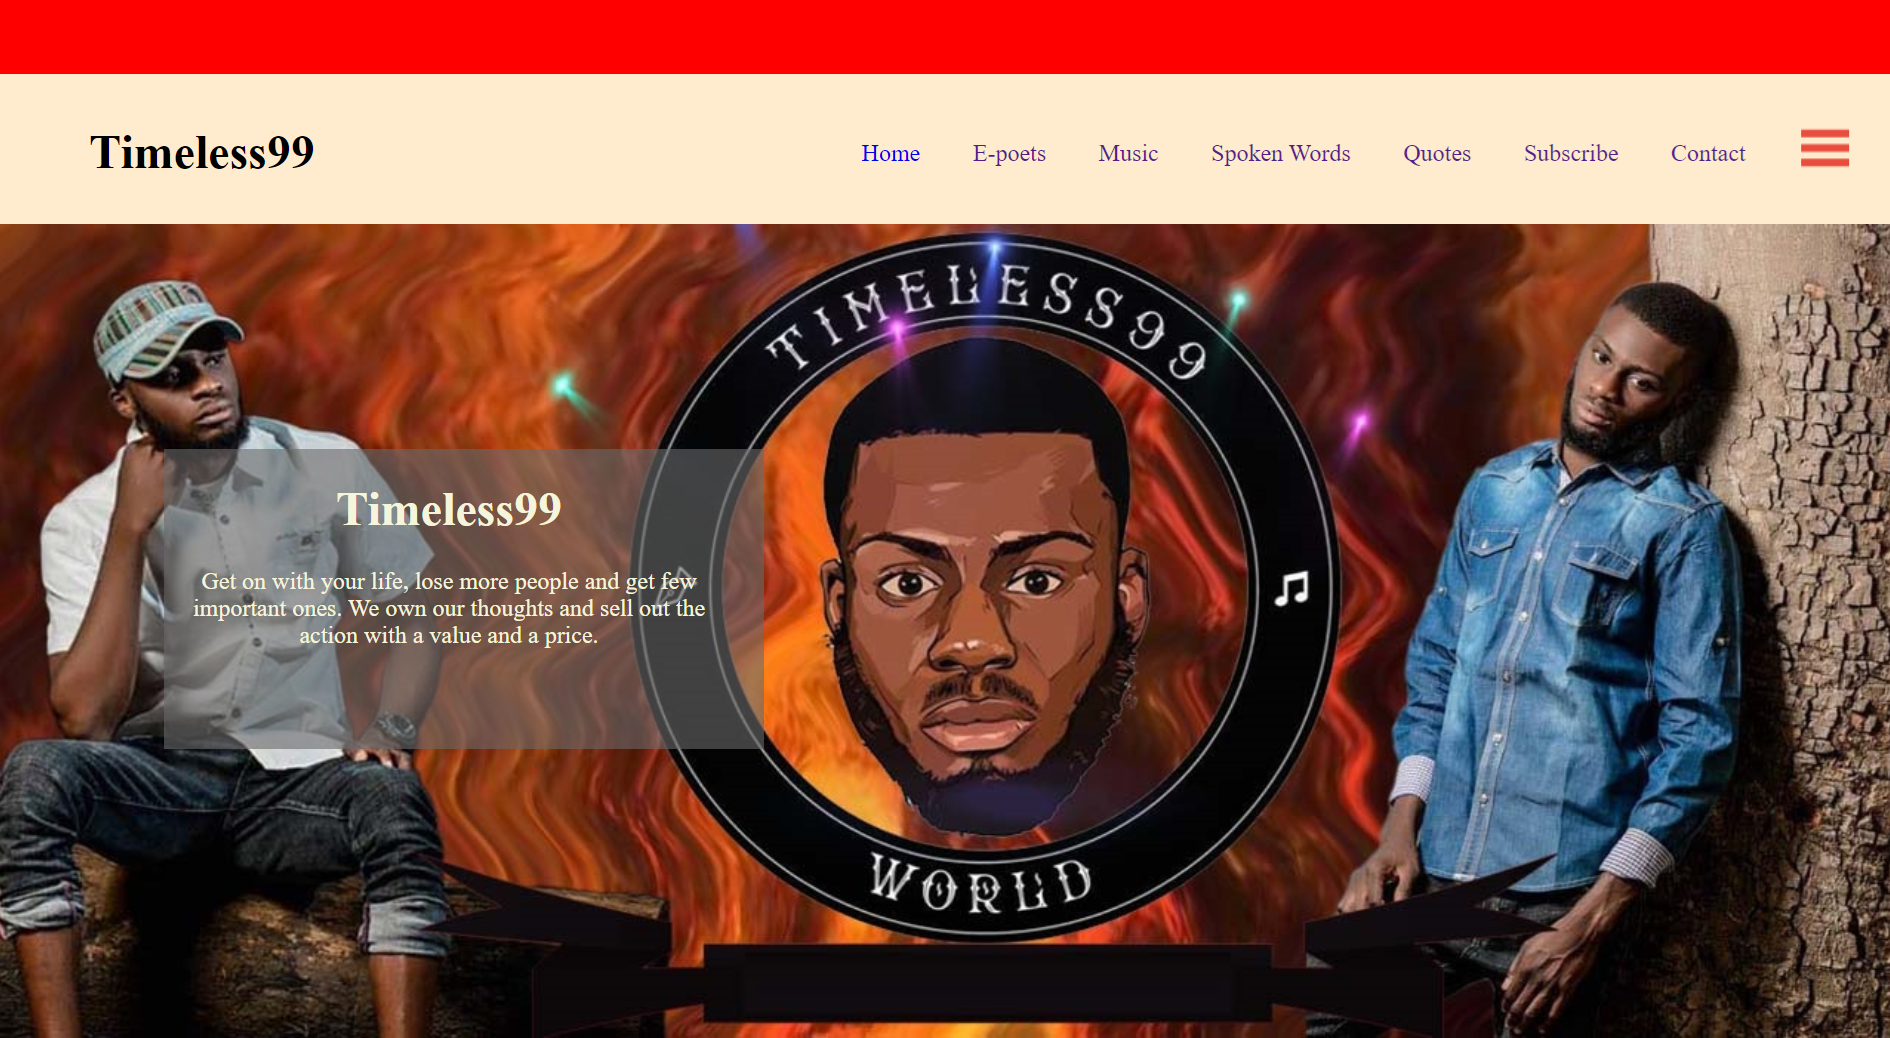 Timeless99
Home E-poets Music Spoken Words Quotes Subscribe Contact
TIMELESS99
Timeless99
Get on with your life, lose more people and get few
important ones. We own our thoughts and sell out the
action with a value and a price.
WORLD